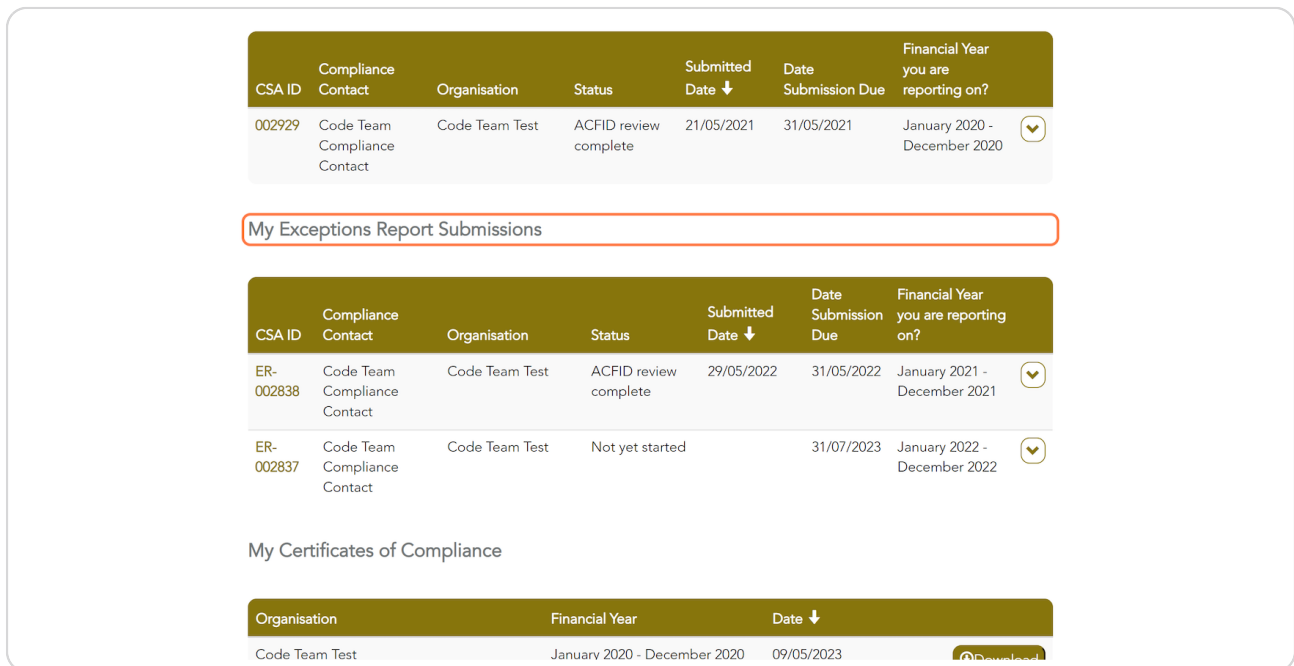 Financial Year
Compliance Submitted Date you are
CSA ID Contact Organisation Status Date Submission Due reporting on?
002929 Code Team Code Team Test ACFID review 21/05/2021 31/05/2021 January 2020 -
Compliance complete December 2020
Contact
My Exceptions Report Submissions
Date Financial Year
Compliance Submitted Submission you are reporting
CSA ID Contact Organisation Status Date Due on?
ER- Code Team Code Team Test ACFID review 29/05/2022 31/05/2022 January 2021 -
002838 Compliance complete December 2021
Contact
ER- Code Team Code Team Test Not yet started 31/07/2023 January 2022 -
002837 Compliance December 2022
Contact
My Certificates of Compliance
Organisation Financial Year Date
Code Team Test January 2020 - December 2020 09/05/2023 Download